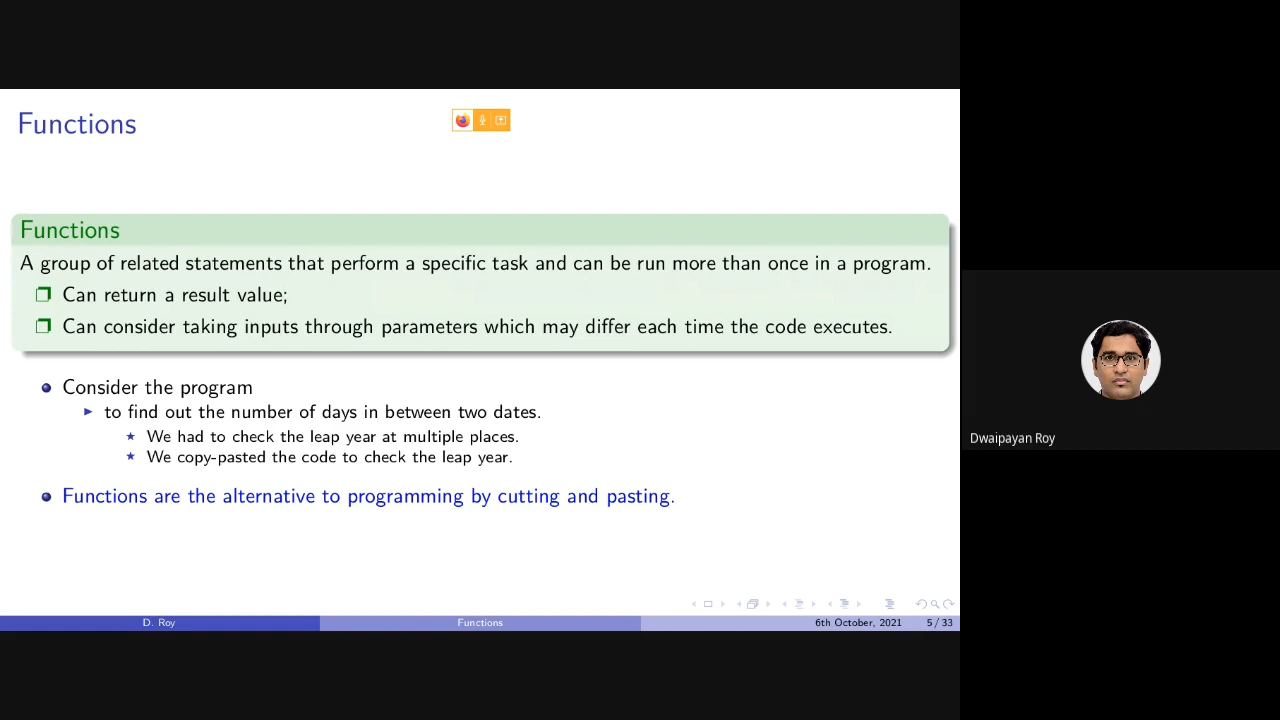 Functions
Functions
A group of related statements that perform a specific task and can be run more than once in a program.
Can return a result value;
Can consider taking inputs through parameters which may differ each time the code executes.
Consider the program
to find out the number of days in between two dates.
We had to check the leap year at multiple places.
We copy-pasted the code to check the leap year.
Functions are the alternative to programming by cutting and pasting.
Dwaipayan Roy
D. Roy Functions 6th October, 2021 5 / 33